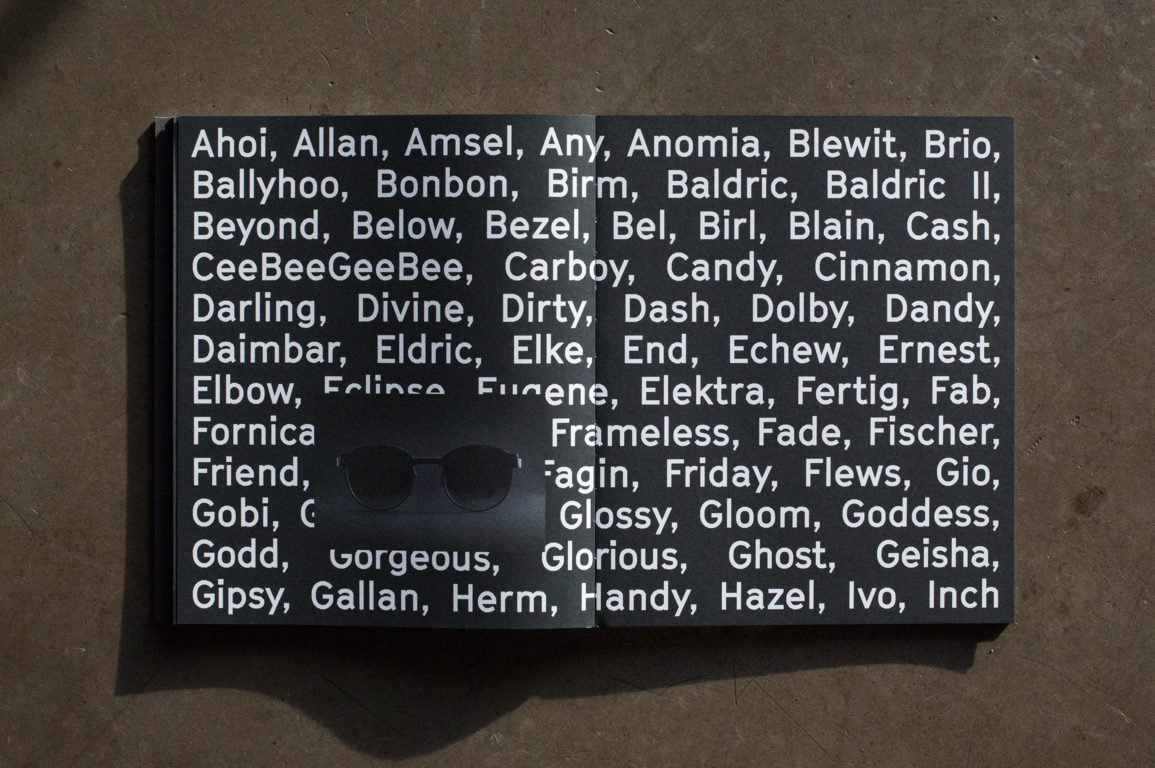 Ahoi, Allan, Amsel, Any, Anomia, Blewit, Brio,
Ballyhoo, Bonbon, Birm, Baldric, Baldric II,
Beyond, Below, Bezel, Bel, Birl, Blain, Cash,
CeeBeeGeeBee, Carboy, Candy, Cinnamon,
Darling, Divine, Dirty, Dash, Dolby, Dandy,
Daimbar, Eldric, Elke, End, Echew, Ernest,
Elbow, Eclipse, Eugene, Elektra, Fertig, Fab,
Fornica Frameless, Fade, Fischer,
Friend, Fagin, Friday, Flews, Gio,
Gobi, Glossy, Gloom, Goddess,
Godd, Gorgeous, Glorious, Ghost, Geisha,
Gipsy, Gallan, Herm, Handy, Hazel, Ivo, Inch